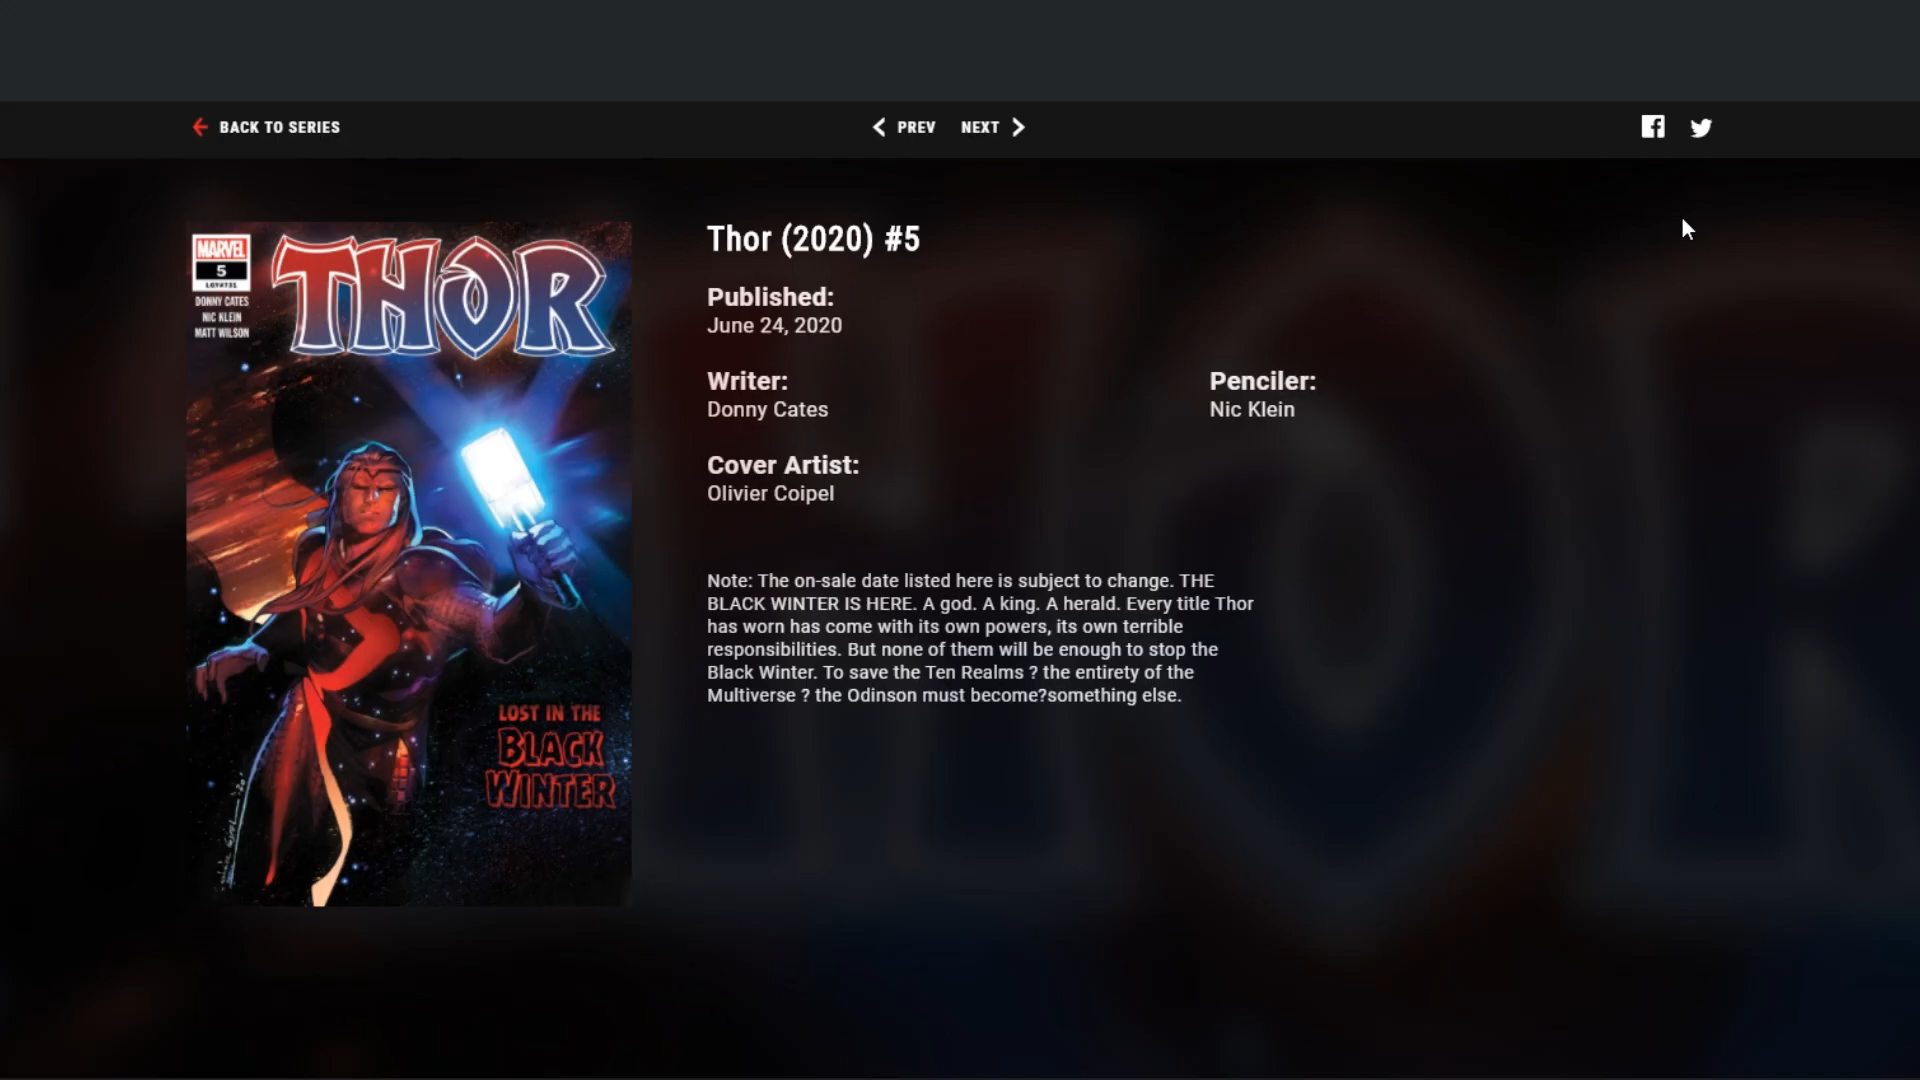 BACK TO SERIES
PREV NEXT
MARVEL
5
LGY#731
DONNY CATES
NIC KLEIN
MATT WILSON
THOR
LOST IN THE
BLACK
WINTER
Thor (2020) #5
Published:
June 24, 2020
Writer:
Donny Cates
Penciler:
Nic Klein
Cover Artist:
Olivier Coipel
Note: The on-sale date listed here is subject to change. THE
BLACK WINTER IS HERE. A god. A king. A herald. Every title Thor
has worn has come with its own powers, its own terrible
responsibilities. But none of them will be enough to stop the
Black Winter. To save the Ten Realms ? the entirety of the
Multiverse ? the Odinson must become?something else.